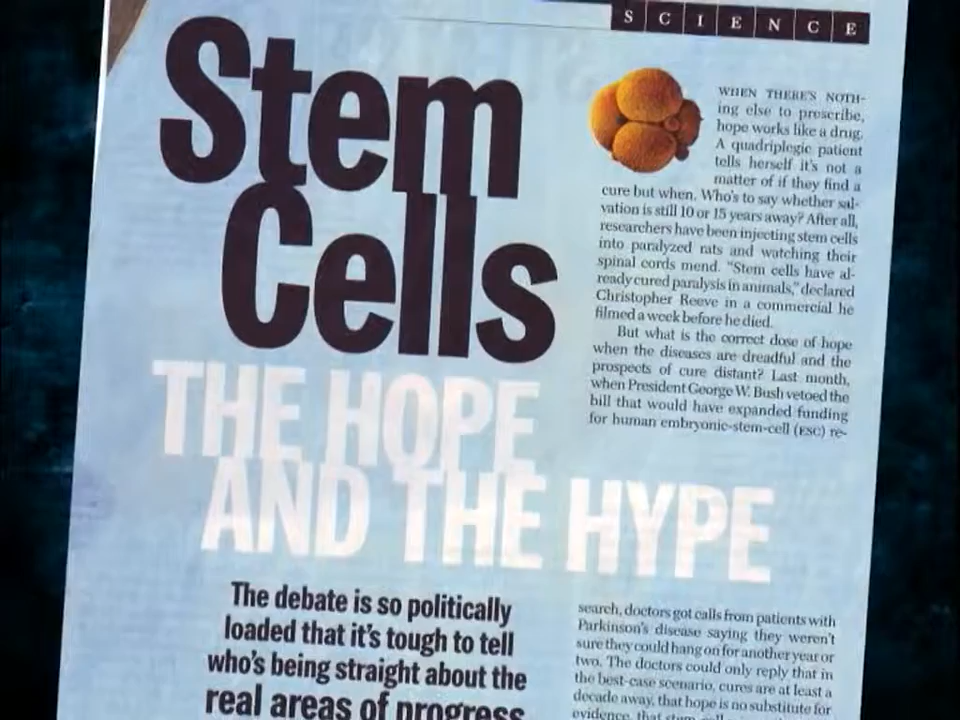 SCIENCE
Stem
Cells
THE HOPE
AND THE HYPE
The debate is so politically
loaded that it's tough to tell
who's being straight about the
real areas of progress
WHEN THERE'S NOTH-
ing else to prescribe,
hope works like a drug.
A quadriplegic patient
tells herself it's not a
matter of if they find a
cure but when. Who's to say whether sal-
vation is still 10 or 15 years away? After all,
researchers have been injecting stem cells
into paralyzed rats and watching their
spinal cords mend. "Stem cells have al-
ready cured paralysis in animals," declared
Christopher Reeve in a commercial he
filmed a week before he died.
But what is the correct dose of hope
when the diseases are dreadful and the
prospects of cure distant? Last month,
when President George W. Bush vetoed the
bill that would have expanded funding
for human embryonic-stem-cell (ESC) re-
search, doctors got calls from patients with
Parkinson's disease saying they weren't
sure they could hang on for another year or
two. The doctors could only reply that in
the best-case scenario, cures are at least a
decade away, that hope is no substitute for
evidence, that stem